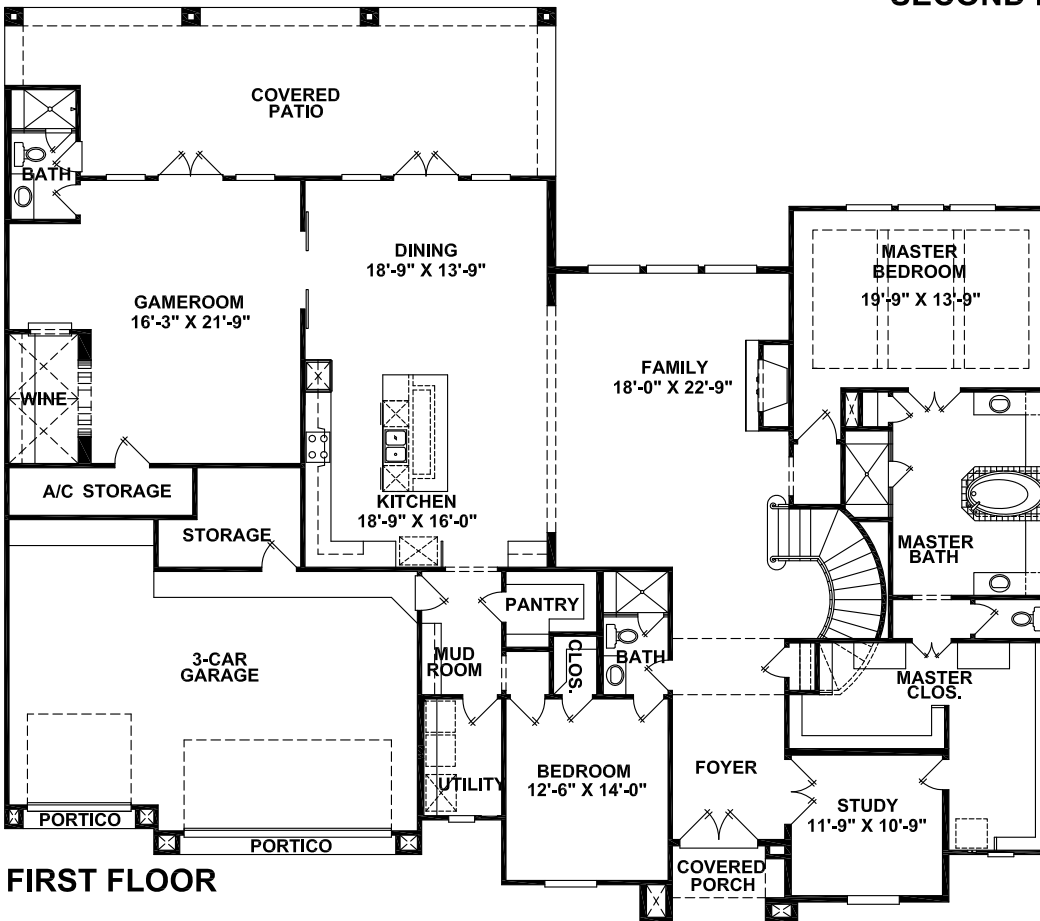 SECOND
COVERED
PATIO
BATH
DINING
18'-9" X 13'-9"
MASTER
BEDROOM
19'-9" X 13'-9"
GAMEROOM
16'-3" X 21'-9"
FAMILY
18'-0" X 22'-9"
WINE
A/C STORAGE
KITCHEN
18'-9" X 16'-0"
STORAGE
MASTER
BATH
PANTRY
3-CAR
GARAGE
MUD
ROOM
CLOS.
BATH
MASTER
CLOS.
UTILITY
BEDROOM
12'-6" X 14'-0"
FOYER
STUDY
11'-9" X 10'-9"
PORTICO
PORTICO
COVERED
PORCH
FIRST FLOOR